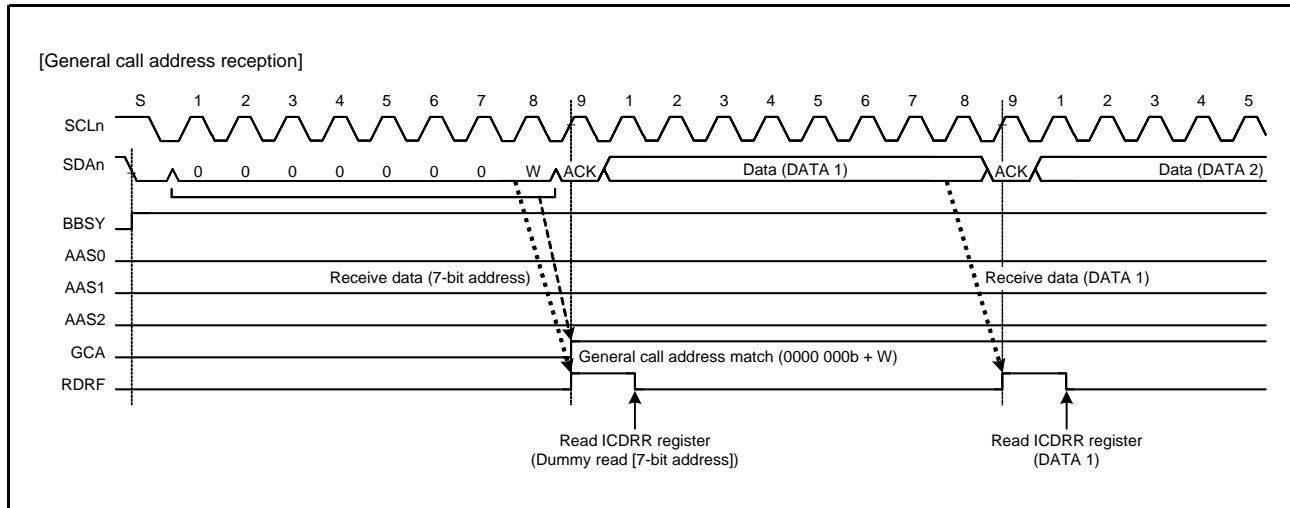 [General call address reception]
S 1 2 3 4 5 6 7 8 9 1 2 3 4 5 6 7 8 9 1 2 3 4 5
SCLn
SDAn 0 0 0 0 0 0 0 W ACK Data (DATA 1) ACK Data (DATA 2)
BBSY
AAS0
Receive data (7-bit address) Receive data (DATA 1)
AAS1
AAS2
GCA General call address match (0000 000b + W)
RDRF
Read ICDRR register Read ICDRR register
(Dummy read [7-bit address]) (DATA 1)